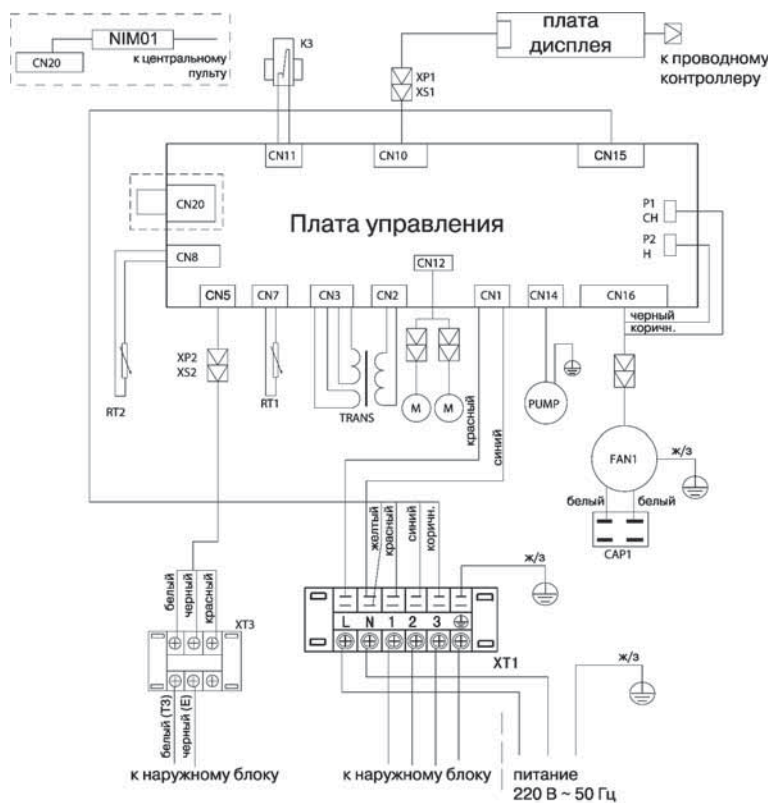 NIM01
CN20
к центральному
пульту
K3
XP1
XS1
плата
дисплея
к проводному
контроллеру
CN11
CN10
CN15
CN20
Плата управления
P1
CH
P2
H
CN8
CN12
CN5
CN7
CN3
CN2
CN1
CN14
CN16
черный
коричн.
XP2
XS2
RT2
RT1
TRANS
M
M
красный
синий
PUMP
FAN1
ж/з
белый
белый
CAP1
желтый
красный
синий
коричн.
ж/з
белый
черный
красный
XT3
L N 1 2 3
XT1
ж/з
белый (T3)
черный (E)
к наружному блоку
к наружному блоку
питание
220 В ~ 50 Гц